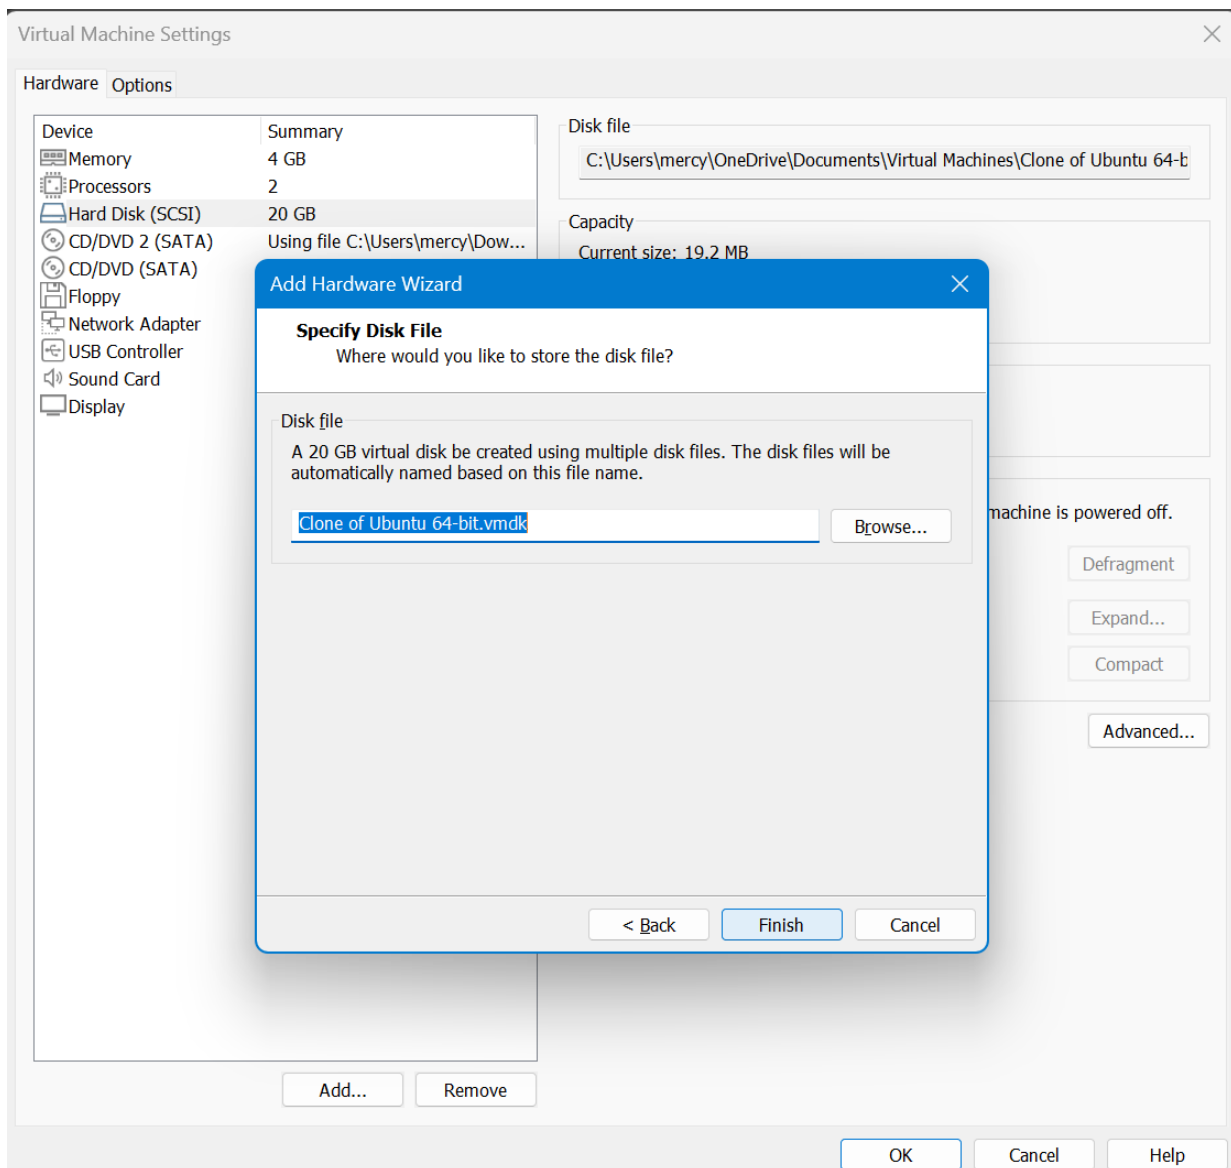 Virtual Machine Settings
Hardware Options
Device Summary
Memory 4 GB
Processors 2
Hard Disk (SCSI) 20 GB
CD/DVD 2 (SATA) Using file C:\Users\mercy\Dow...
CD/DVD (SATA)
Floppy
Network Adapter
USB Controller
Sound Card
Display
Add... Remove
Disk file
C:\Users\mercy\OneDrive\Documents\Virtual Machines\Clone of Ubuntu 64-b
Capacity
Current size: 19.2 MB
machine is powered off.
Defragment
Expand...
Compact
Advanced...
Add Hardware Wizard
Specify Disk File
Where would you like to store the disk file?
Disk file
A 20 GB virtual disk be created using multiple disk files. The disk files will be
automatically named based on this file name.
Clone of Ubuntu 64-bit.vmdk
Browse...
< Back Finish Cancel
OK Cancel Help